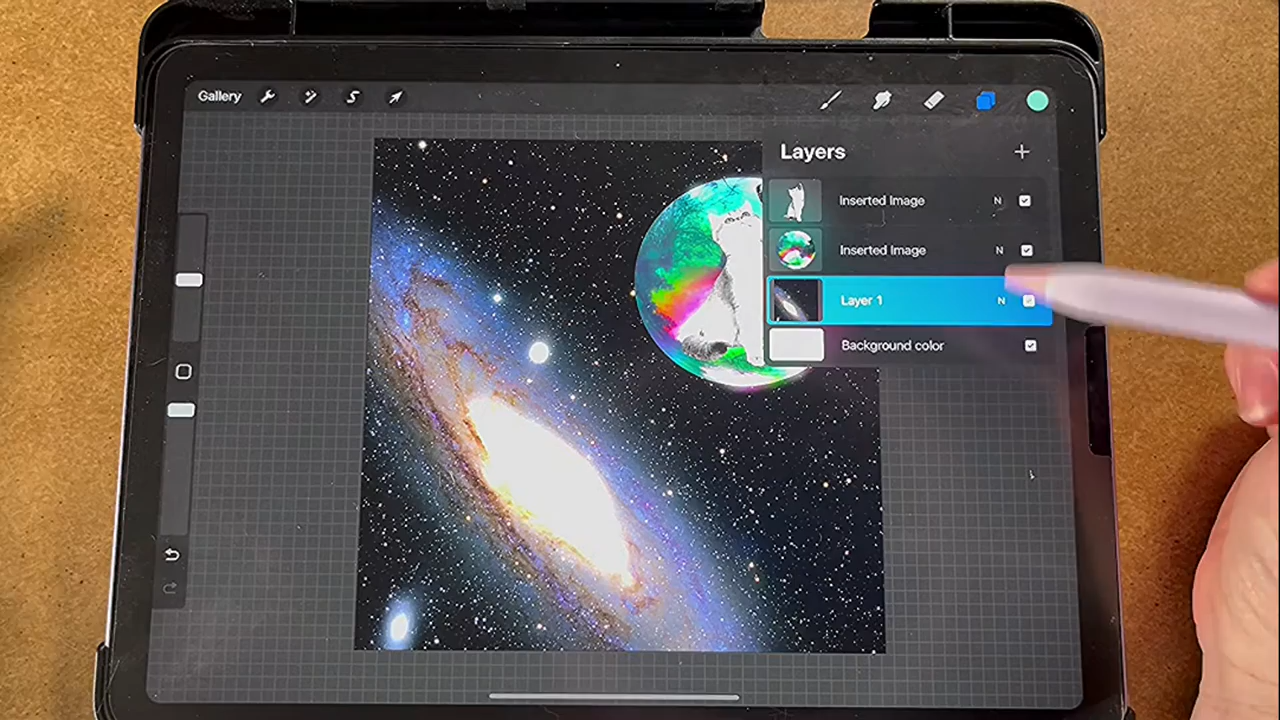 Gallery
Layers
Inserted Image N
Inserted Image N
Layer 1 N
Background color